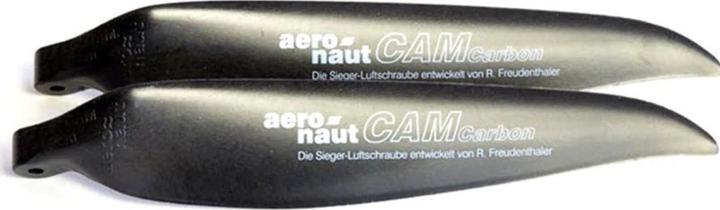 aero naut CAM Carbon
Die Sieger-Luftschraube entwickelt von R. Freudenthaler
aero naut CAM Carbon
Die Sieger-Luftschraube entwickelt von R. Freudenthaler